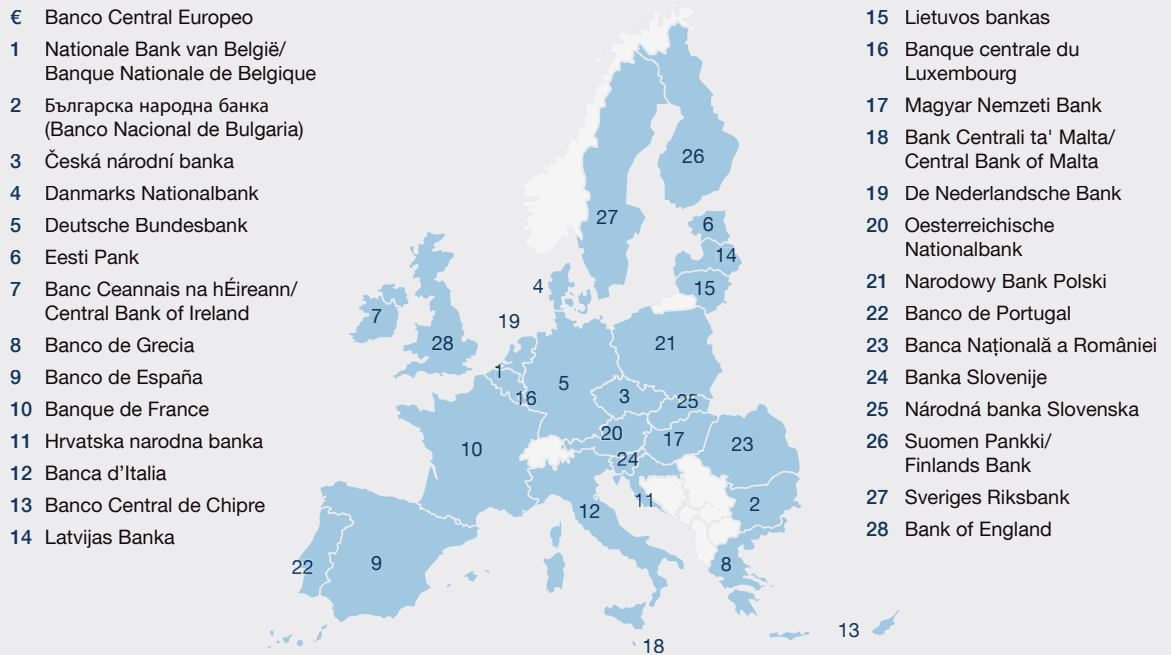 € Banco Central Europeo
1 Nationale Bank van België/
Banque Nationale de Belgique
2 Българска народна банка
(Banco Nacional de Bulgaria)
3 Česká národní banka
4 Danmarks Nationalbank
5 Deutsche Bundesbank
6 Eesti Pank
7 Banc Ceannais na hÉireann/
Central Bank of Ireland
8 Banco de Grecia
9 Banco de España
10 Banque de France
11 Hrvatska narodna banka
12 Banca d’Italia
13 Banco Central de Chipre
14 Latvijas Banka
26
27
6
14
15
4
19
7
28
21
1
16
5
3
25
20
17
23
10
24
11
12
2
22
9
8
13
18
15 Lietuvos bankas
16 Banque centrale du
Luxembourg
17 Magyar Nemzeti Bank
18 Bank Centrali ta' Malta/
Central Bank of Malta
19 De Nederlandsche Bank
20 Oesterreichische
Nationalbank
21 Narodowy Bank Polski
22 Banco de Portugal
23 Banca Națională a României
24 Banka Slovenije
25 Národná banka Slovenska
26 Suomen Pankki/
Finlands Bank
27 Sveriges Riksbank
28 Bank of England